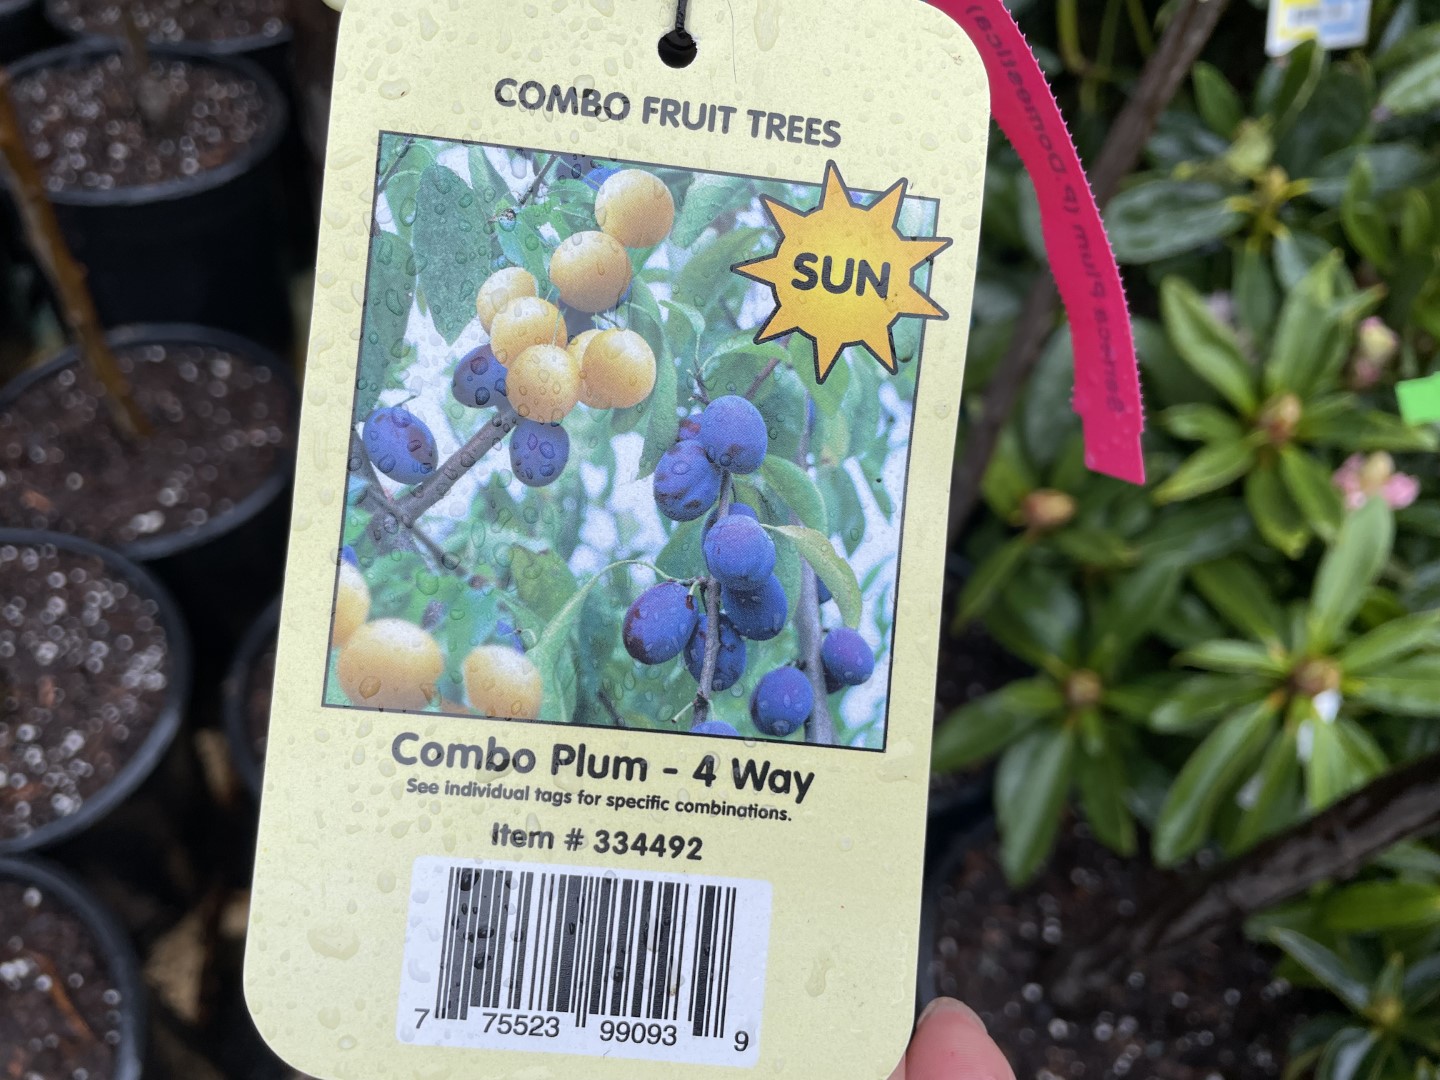 COMBO FRUIT TREES
SUN
Combo Plum - 4 Way
See individual tags for specific combinations.
Item # 334492
7 75523 99093 9